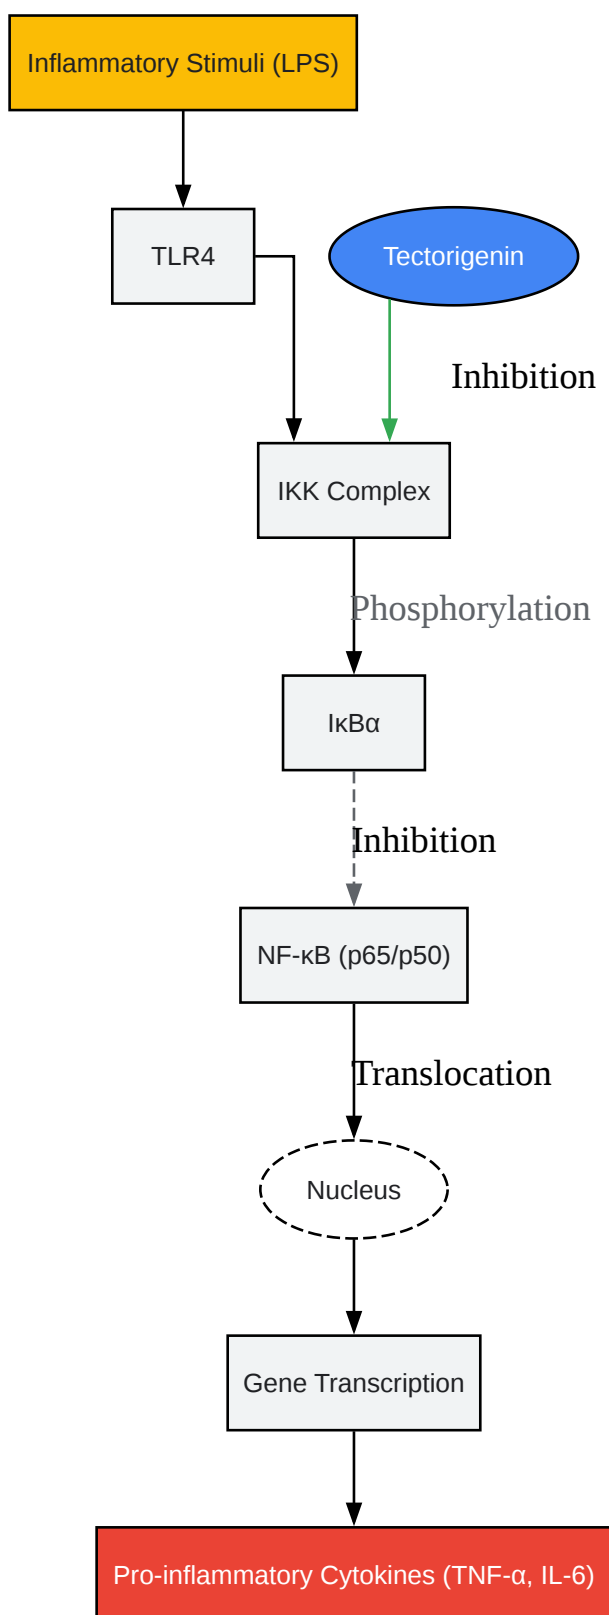 Inflammatory Stimuli (LPS)
TLR4
Tectorigenin
Inhibition
IKK Complex
Phosphorylation
IκBα
Inhibition
NF-κB (p65/p50)
Translocation
Nucleus
Gene Transcription
Pro-inflammatory Cytokines (TNF-α, IL-6)